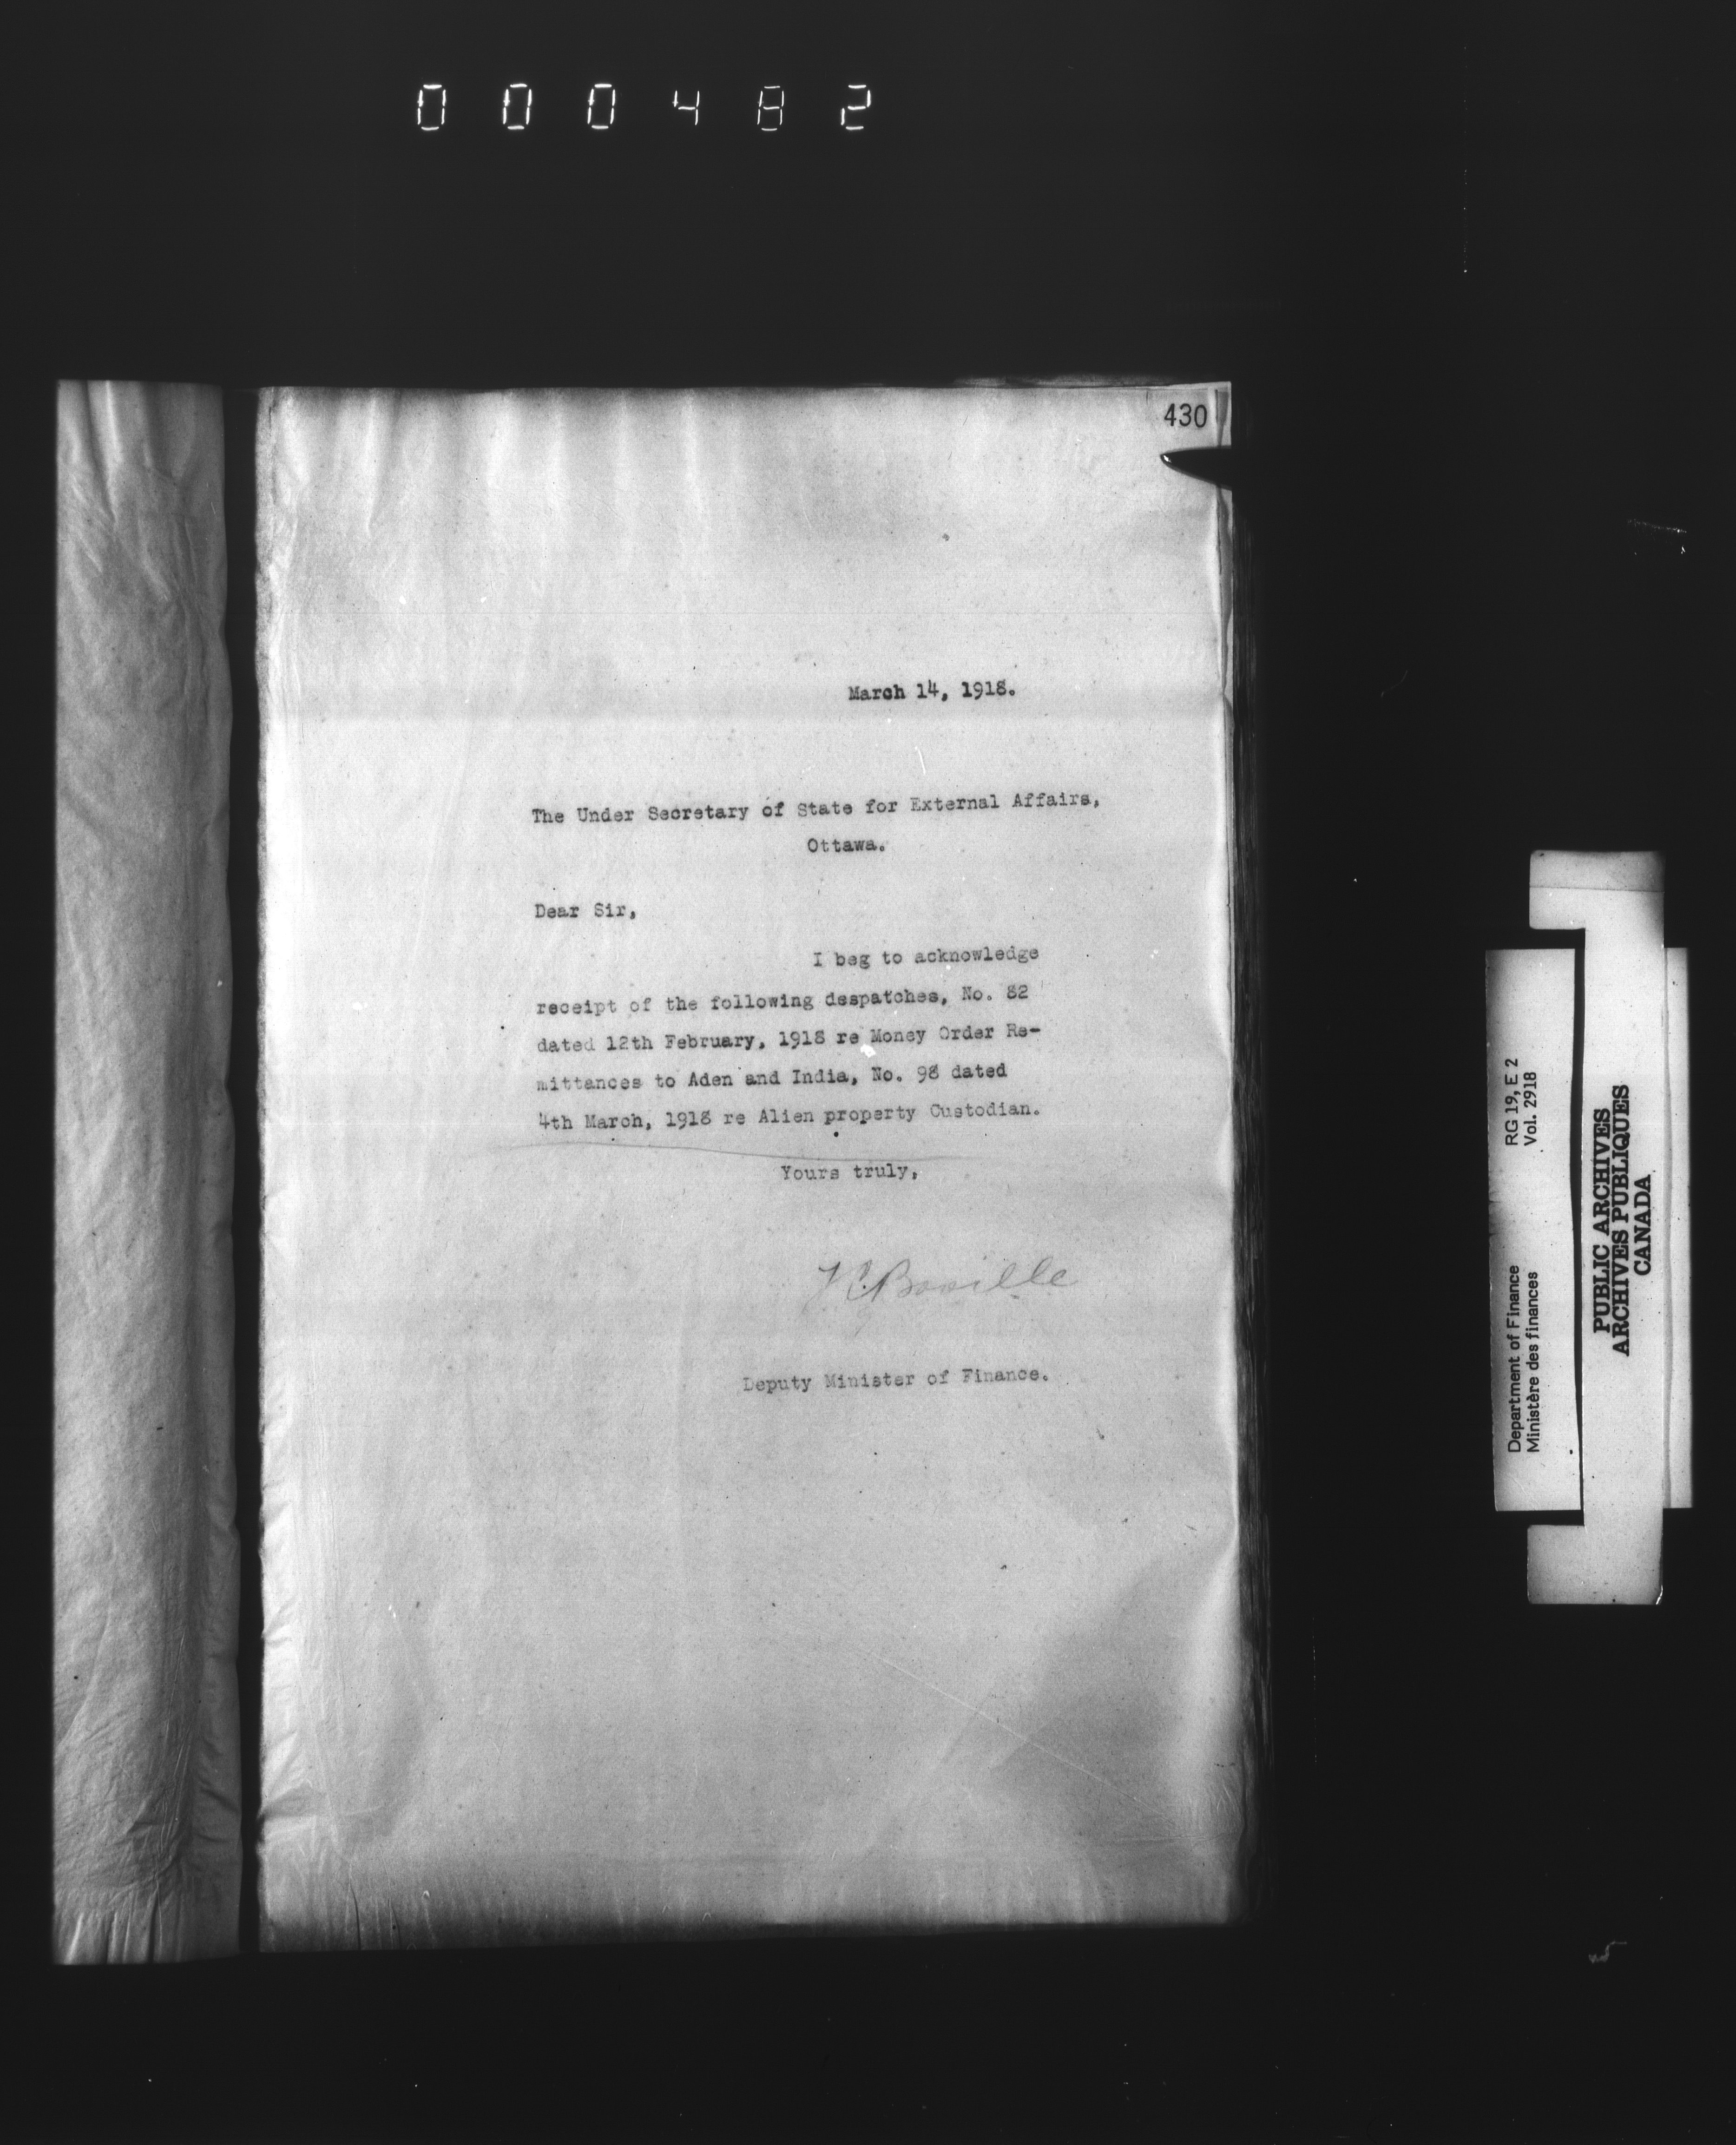 000482
430
March 14, 1918.
The Under Secretary of State for External Affairs,
Ottawa.
Dear Sir,
I beg to acknowledge
receipt of the following despatches, No. 82
dated 12th February, 1918 re Money Order Re-
mittances to Aden and India, No. 98 dated
4th March, 1918 re Alien property Custodian.
Yours truly,
Boville
Deputy Minister of Finance.
Department of Finance RG 19, E 2
Ministère des finances Vol. 2918
PUBLIC ARCHIVES
ARCHIVES PUBLIQUES
CANADA